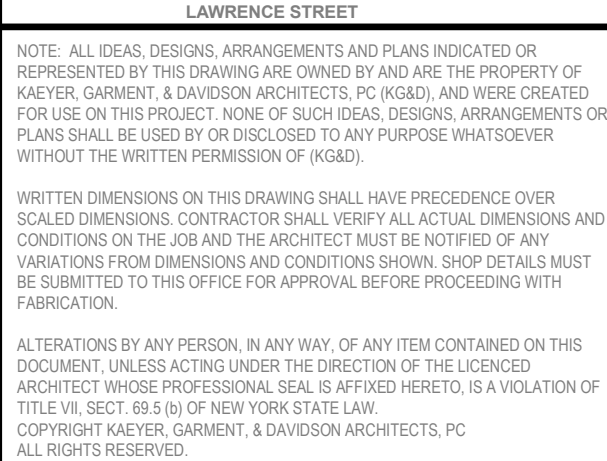 LAWRENCE STREET
NOTE: ALL IDEAS, DESIGNS, ARRANGEMENTS AND PLANS INDICATED OR
REPRESENTED BY THIS DRAWING ARE OWNED BY AND ARE THE PROPERTY OF
KAEYER, GARMENT, & DAVIDSON ARCHITECTS, PC (KG&D), AND WERE CREATED
FOR USE ON THIS PROJECT. NONE OF SUCH IDEAS, DESIGNS, ARRANGEMENTS OR
PLANS SHALL BE USED BY OR DISCLOSED TO ANY PURPOSE WHATSOEVER
WITHOUT THE WRITTEN PERMISSION OF (KG&D).
WRITTEN DIMENSIONS ON THIS DRAWING SHALL HAVE PRECEDENCE OVER
SCALED DIMENSIONS. CONTRACTOR SHALL VERIFY ALL ACTUAL DIMENSIONS AND
CONDITIONS ON THE JOB AND THE ARCHITECT MUST BE NOTIFIED OF ANY
VARIATIONS FROM DIMENSIONS AND CONDITIONS SHOWN. SHOP DETAILS MUST
BE SUBMITTED TO THIS OFFICE FOR APPROVAL BEFORE PROCEEDING WITH
FABRICATION.
ALTERATIONS BY ANY PERSON, IN ANY WAY, OF ANY ITEM CONTAINED ON THIS
DOCUMENT, UNLESS ACTING UNDER THE DIRECTION OF THE LICENCED
ARCHITECT WHOSE PROFESSIONAL SEAL IS AFFIXED HERETO, IS A VIOLATION OF
TITLE VII, SECT. 69.5 (b) OF NEW YORK STATE LAW.
COPYRIGHT KAEYER, GARMENT, & DAVIDSON ARCHITECTS, PC
ALL RIGHTS RESERVED.